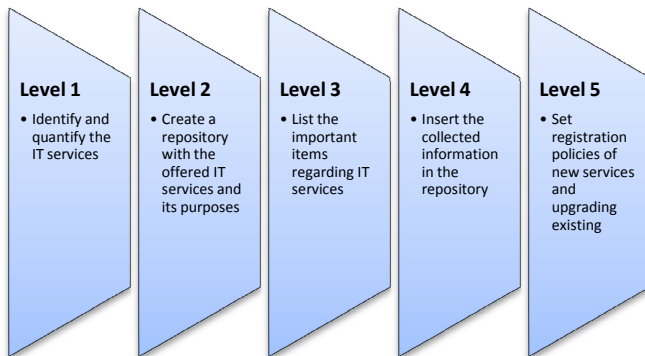 Level 1
• Identify and
quantify the
IT services
Level 2
• Create a
repository
with the
offered IT
services and
its purposes
Level 3
• List the
important
items
regarding IT
services
Level 4
• Insert the
collected
information
in the
repository
Level 5
• Set
registration
policies of
new services
and
upgrading
existing